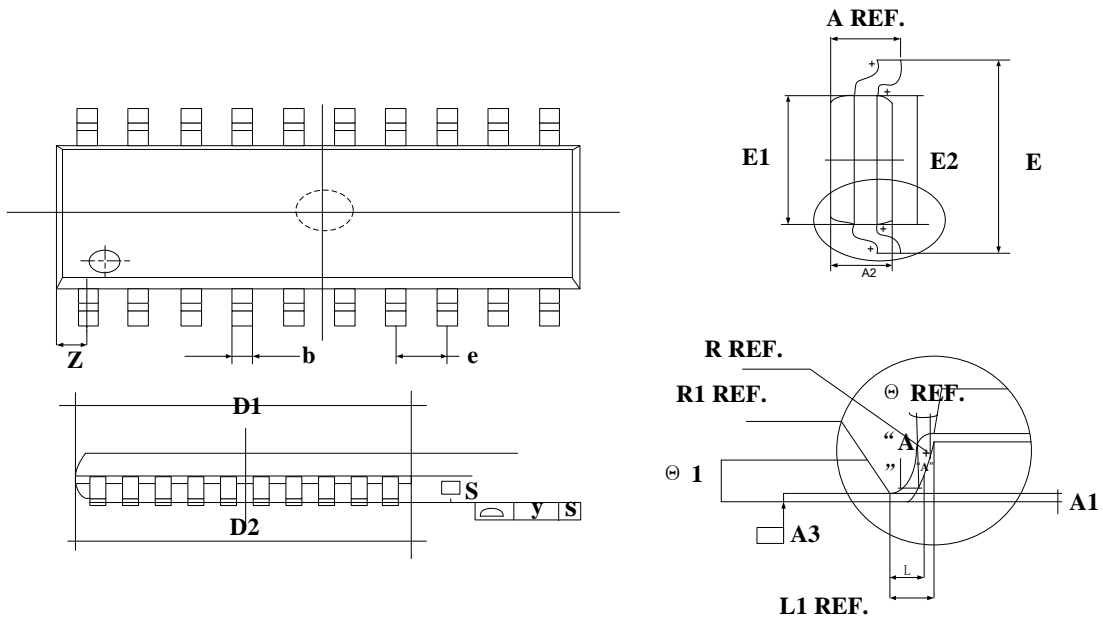 A REF.
E1
E2
E
A2
Z
b
e
D1
S
y s
D2
R REF.
Θ REF.
R1 REF.
“ A
”
"A"
Θ 1
A1
A3
L
L1 REF.